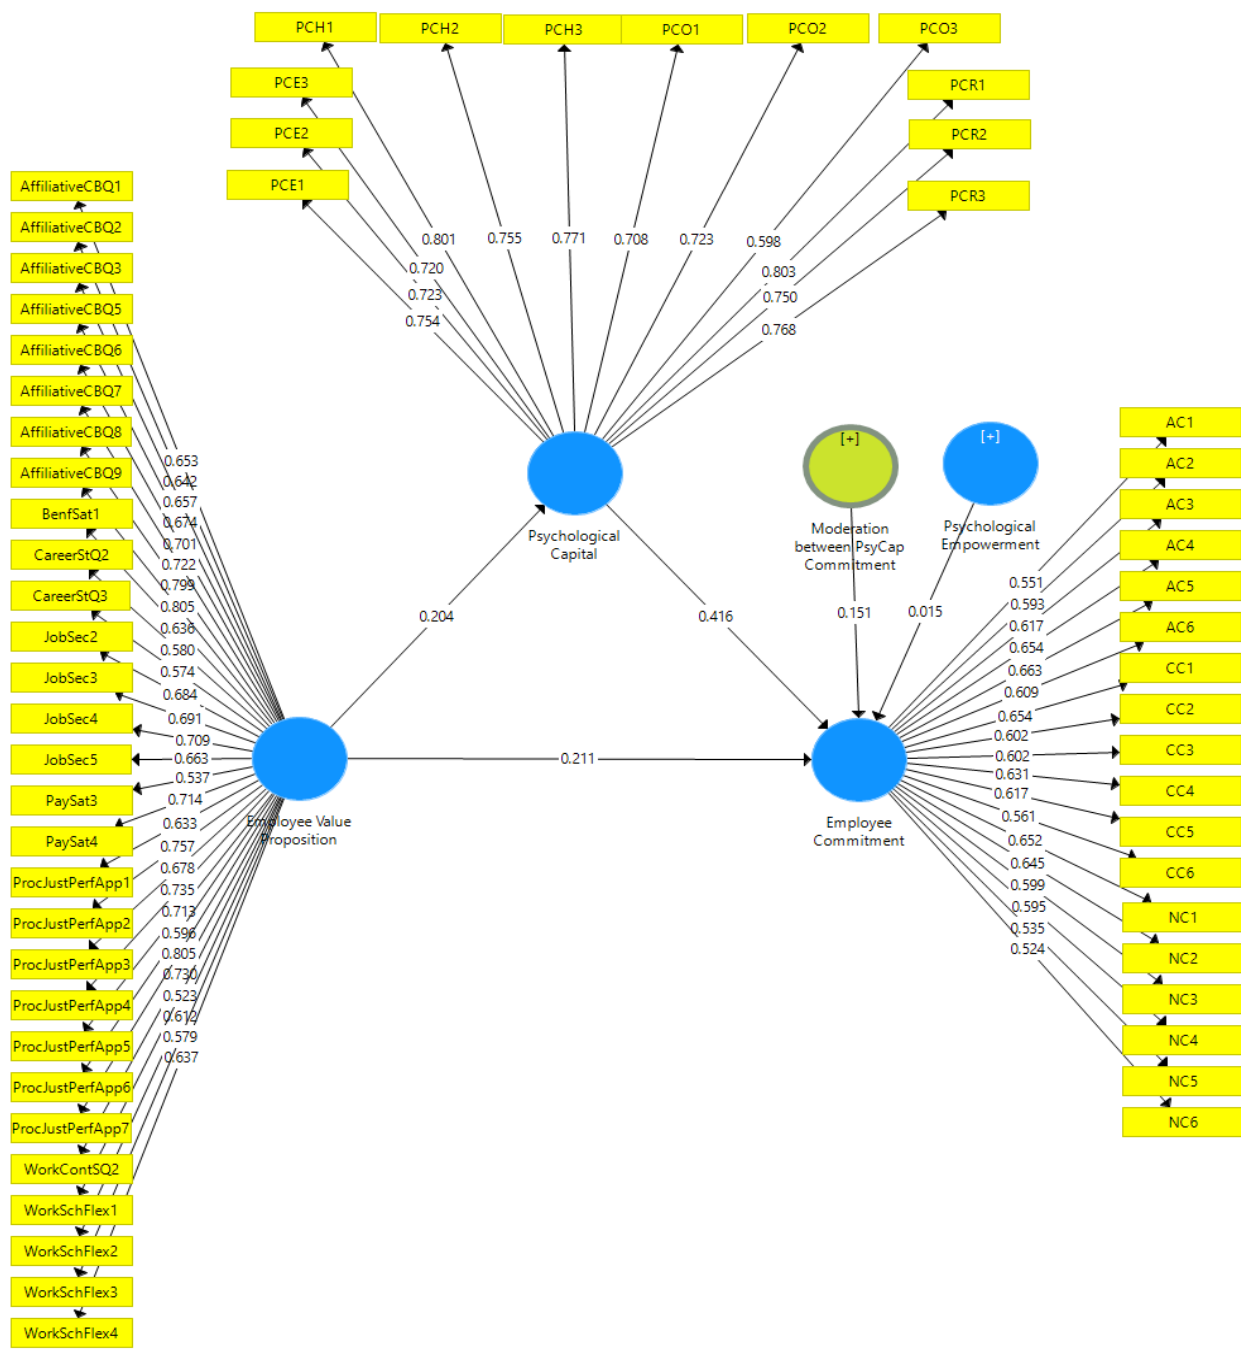 PCH1
PCH2
PCH3
PCO1
PCO2
PCO3
PCE3
PCE2
PCE1
PCR1
PCR2
PCR3
0.801
0.755
0.771
0.708
0.723
0.598
0.720
0.803
0.723
0.750
0.754
0.768
AffiliativeCBQ1
AffiliativeCBQ2
AffiliativeCBQ3
AffiliativeCBQ5
AffiliativeCBQ6
AffiliativeCBQ7
AffiliativeCBQ8
AffiliativeCBQ9
BenfSat1
CareerStQ2
CareerStQ3
JobSec2
JobSec3
JobSec4
JobSec5
PaySat3
PaySat4
ProcJustPerfApp1
ProcJustPerfApp2
ProcJustPerfApp3
ProcJustPerfApp4
ProcJustPerfApp5
ProcJustPerfApp6
ProcJustPerfApp7
WorkContSQ2
WorkSchFlex1
WorkSchFlex2
WorkSchFlex3
WorkSchFlex4
0.653
0.642
0.657
0.674
0.701
0.722
0.799
0.805
0.636
0.580
0.574
0.684
0.691
0.709
0.663
0.537
0.714
0.633
0.757
0.678
0.735
0.713
0.596
0.805
0.730
0.523
0.612
0.579
0.637
Employee Value
Proposition
Psychological
Capital
[+]
Moderation
between PsyCap
Commitment
[+]
Psychological
Empowerment
0.204
0.416
0.151
0.015
0.211
Employee
Commitment
0.551
0.593
0.617
0.654
0.663
0.609
0.654
0.602
0.602
0.631
0.617
0.561
0.652
0.645
0.599
0.595
0.535
0.524
AC1
AC2
AC3
AC4
AC5
AC6
CC1
CC2
CC3
CC4
CC5
CC6
NC1
NC2
NC3
NC4
NC5
NC6